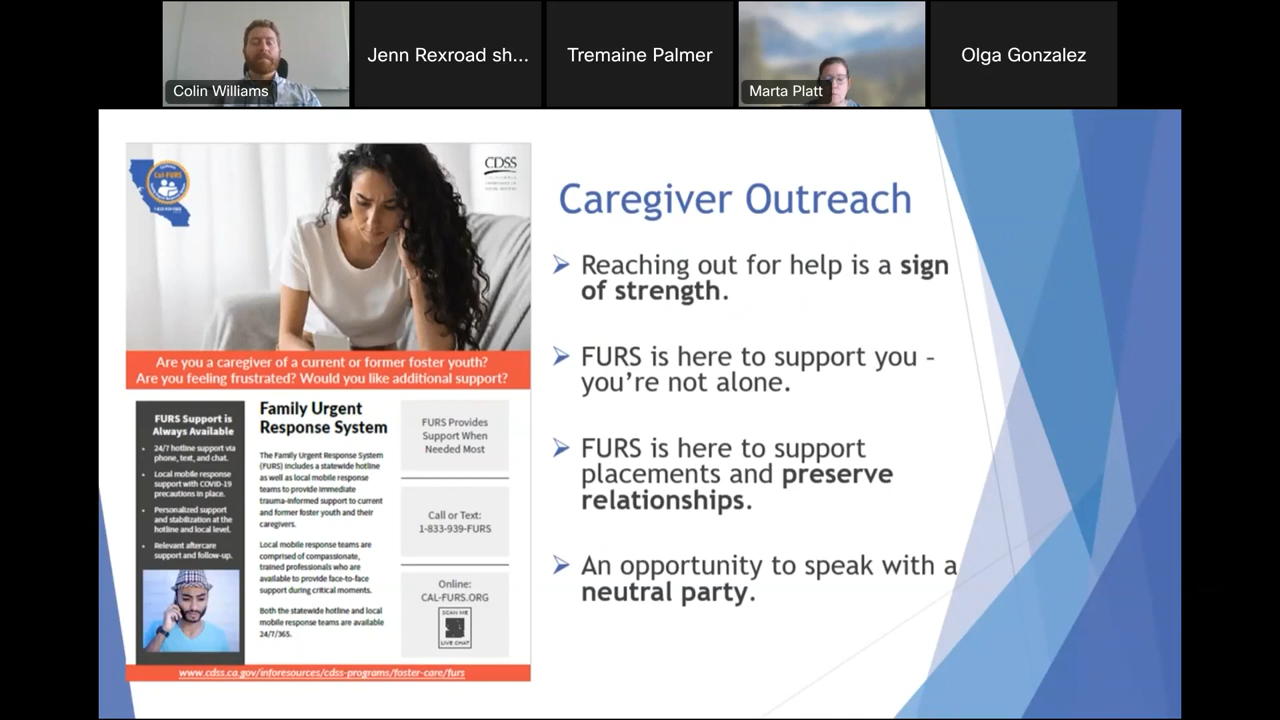 Colin Williams
Jenn Rexroad sh...
Tremaine Palmer
Marta Platt
Olga Gonzalez
Cal-FURS
CDSS
Are you a caregiver of a current or former foster youth?
Are you feeling frustrated? Would you like additional support?
FURS Support is
Always Available
• 24/7 hotline support via
phone, text, and chat.
• Local mobile response
support with COVID-19
precautions in place.
• Personalized support
and stabilization at the
hotline and local level.
• Relevant aftercare
support and follow-up.
Family Urgent
Response System
The Family Urgent Response System
(FURS) includes a statewide hotline
as well as local mobile response
teams to provide immediate
trauma-informed support to current
and former foster youth and their
caregivers.
Local mobile response teams are
comprised of compassionate,
trained professionals who are
available to provide face-to-face
support during critical moments.
Both the statewide hotline and local
mobile response teams are available
24/7/365.
FURS Provides
Support When
Needed Most
Call or Text:
1-833-939-FURS
Online:
CAL-FURS.ORG
SCAN ME
LIVE CHAT
www.cdss.ca.gov/inforesources/cdss-programs/foster-care/furs
Caregiver Outreach
➢ Reaching out for help is a sign
of strength.
➢ FURS is here to support you –
you’re not alone.
➢ FURS is here to support
placements and preserve
relationships.
➢ An opportunity to speak with a
neutral party.